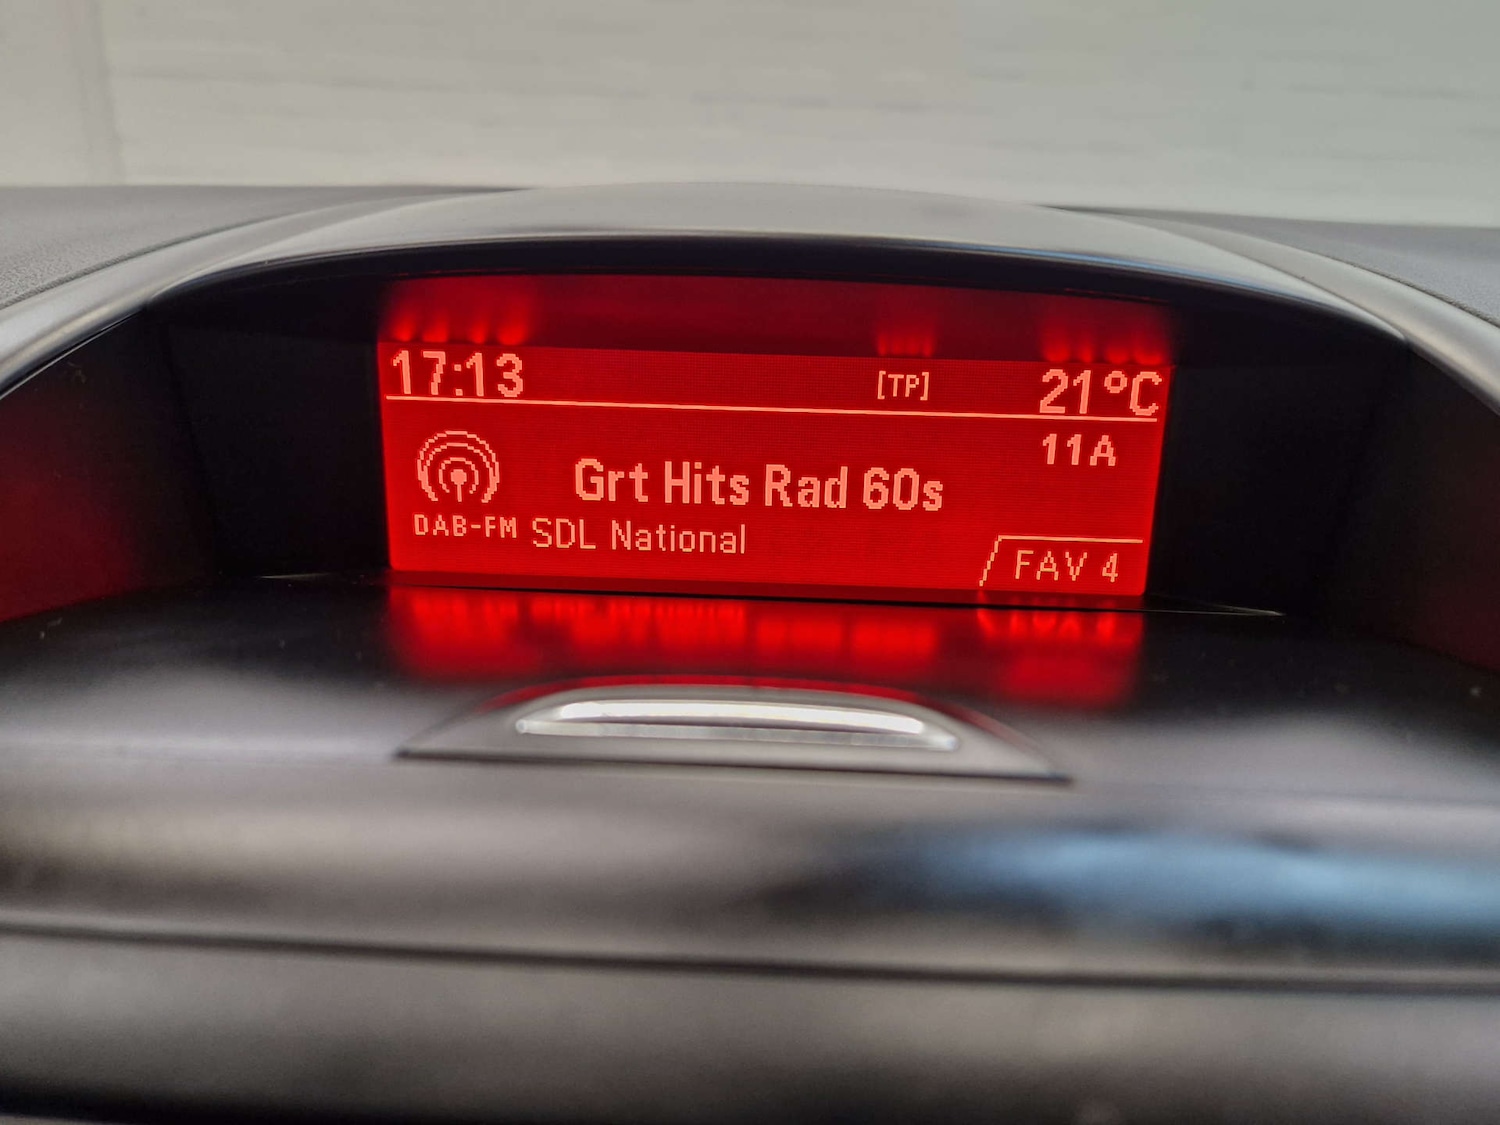 17:13 [TP] 21°C
11A
Grt Hits Rad 60s
DAB-FM SDL National
FAV 4